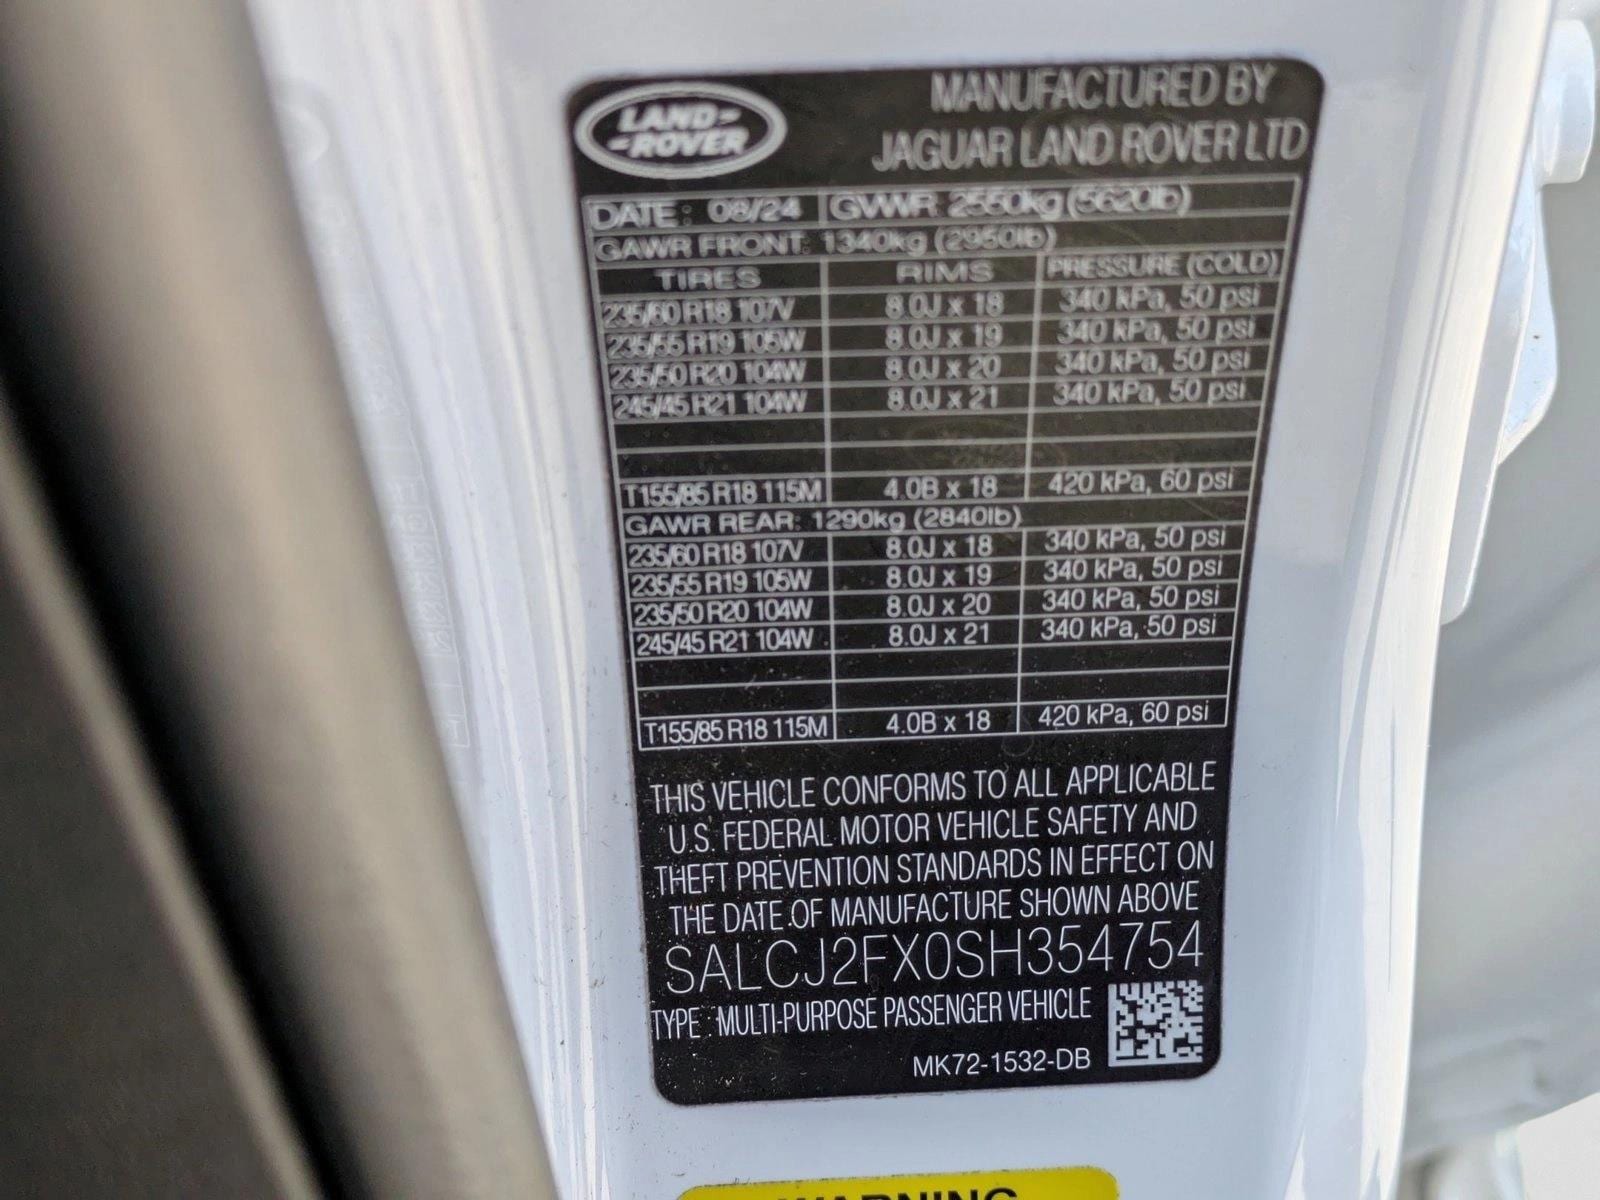 LAND-
-ROVER
MANUFACTURED BY
JAGUAR LAND ROVER LTD
DATE: 08/24 GVWR 2550kg (5620lb)
GAWR FRONT: 1340kg (2950lb)
TIRES RIMS PRESSURE (COLD)
235/60 R18 107V 8.0J x 18 340 kPa, 50 psi
235/55 R19 105W 8.0J x 19 340 kPa, 50 psi
235/50 R20 104W 8.0J x 20 340 kPa, 50 psi
245/45 R21 104W 8.0J x 21 340 kPa, 50 psi
T155/85 R18 115M 4.0B x 18 420 kPa, 60 psi
GAWR REAR: 1290kg (2840lb)
235/60 R18 107V 8.0J x 18 340 kPa, 50 psi
235/55 R19 105W 8.0J x 19 340 kPa, 50 psi
235/50 R20 104W 8.0J x 20 340 kPa, 50 psi
245/45 R21 104W 8.0J x 21 340 kPa, 50 psi
T155/85 R18 115M 4.0B x 18 420 kPa, 60 psi
THIS VEHICLE CONFORMS TO ALL APPLICABLE
U.S. FEDERAL MOTOR VEHICLE SAFETY AND
THEFT PREVENTION STANDARDS IN EFFECT ON
THE DATE OF MANUFACTURE SHOWN ABOVE
SALCJ2FX0SH354754
TYPE: MULTI-PURPOSE PASSENGER VEHICLE
MK72-1532-DB
WARNING